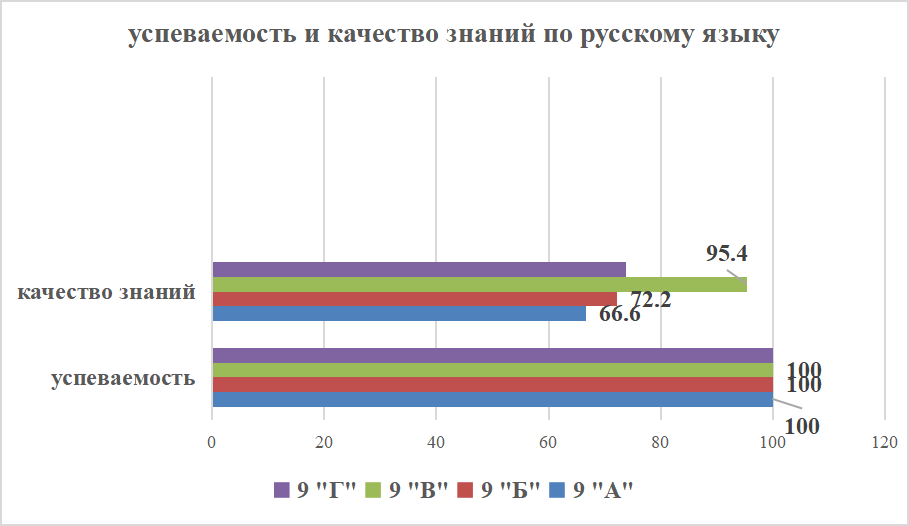 успеваемость и качество знаний по русскому языку
95.4
качество знаний
72.2
66.6
успеваемость
100
100
100
0 20 40 60 80 100 120
9 "Г" 9 "В" 9 "Б" 9 "А"